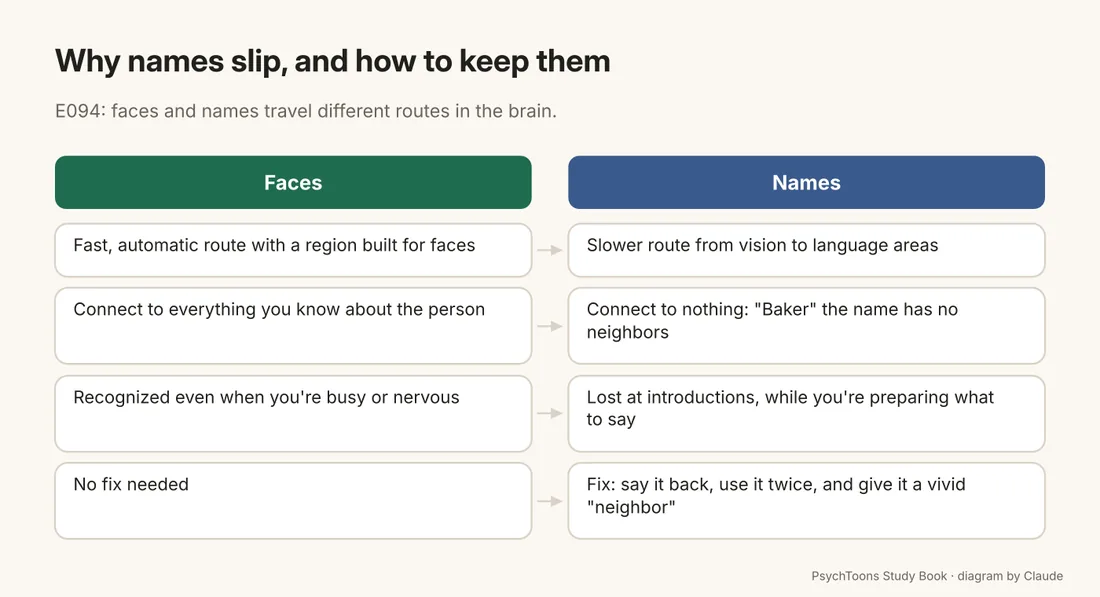 Why names slip, and how to keep them
E094: faces and names travel different routes in the brain.
Faces
Names
Fast, automatic route with a region built for faces
Slower route from vision to language areas
Connect to everything you know about the person
Connect to nothing: "Baker" the name has no
neighbors
Recognized even when you're busy or nervous
Lost at introductions, while you're preparing what
to say
No fix needed
Fix: say it back, use it twice, and give it a vivid
"neighbor"
PsychToons Study Book · diagram by Claude